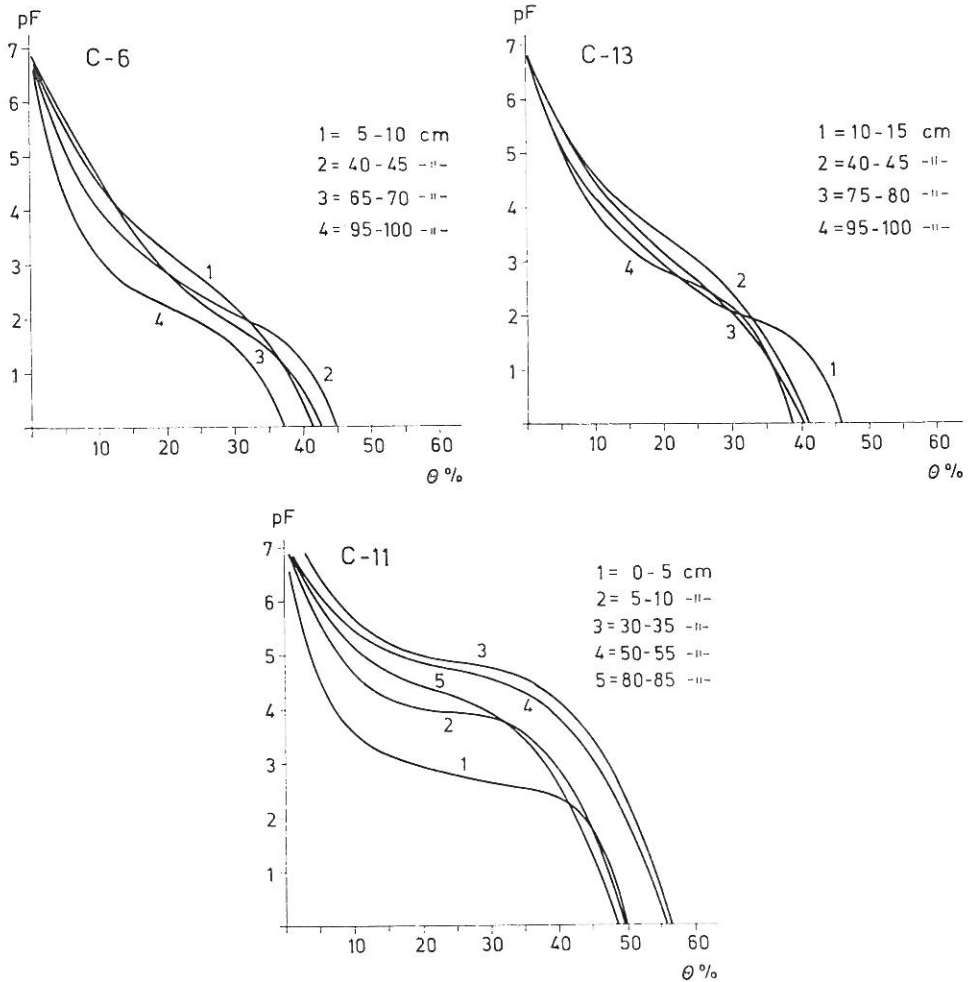 pF
C-6
7
6
5
4
3
2
1
1 = 5-10 cm
2 = 40-45 -"-
3 = 65-70 -"-
4 = 95-100 -"-
1
2
3
4
10 20 30 40 50 60
θ %
pF
C-13
7
6
5
4
3
2
1
1 = 10-15 cm
2 = 40-45 -"-
3 = 75-80 -"-
4 = 95-100 -"-
2
4
3
1
10 20 30 40 50 60
θ %
pF
C-11
7
6
5
4
3
2
1
1 = 0-5 cm
2 = 5-10 -"-
3 = 30-35 -"-
4 = 50-55 -"-
5 = 80-85 -"-
3
5
4
2
1
10 20 30 40 50 60
θ %